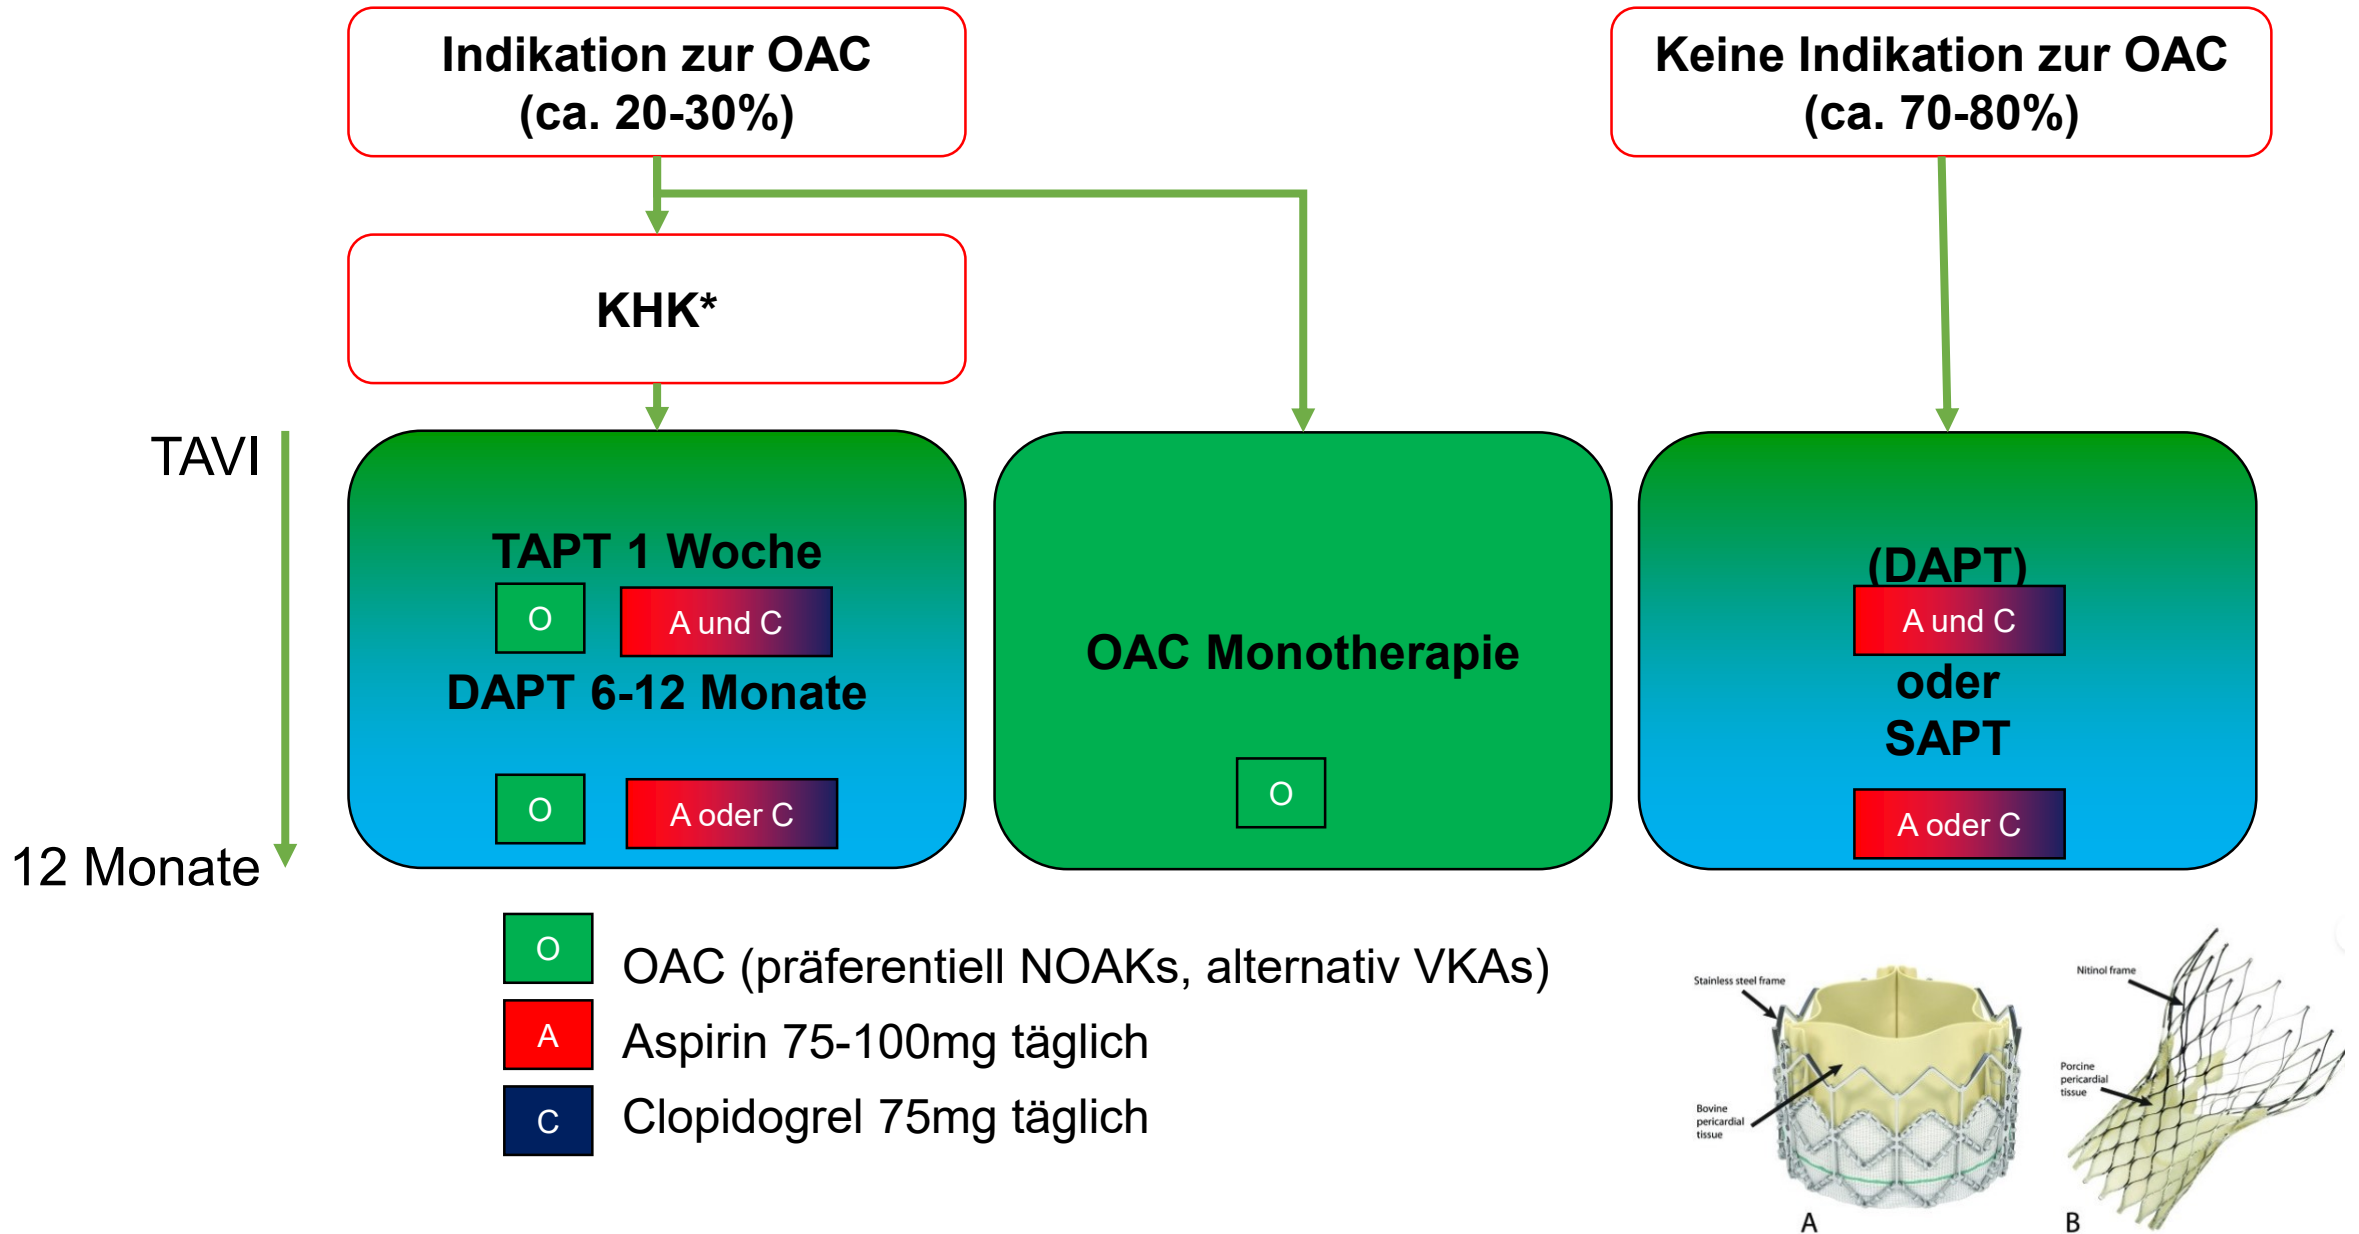 Indikation zur OAC
(ca. 20-30%)
Keine Indikation zur OAC
(ca. 70-80%)
KHK*
TAVI
12 Monate
TAPT 1 Woche
O
A und C
DAPT 6-12 Monate
O
A oder C
OAC Monotherapie
O
(DAPT)
A und C
oder
SAPT
A oder C
O
OAC (präferentiell NOAKs, alternativ VKAs)
A
Aspirin 75-100mg täglich
C
Clopidogrel 75mg täglich
Stainless steel frame
Bovine
pericardial
tissue
A
Nitinol frame
Porcine
pericardial
tissue
B